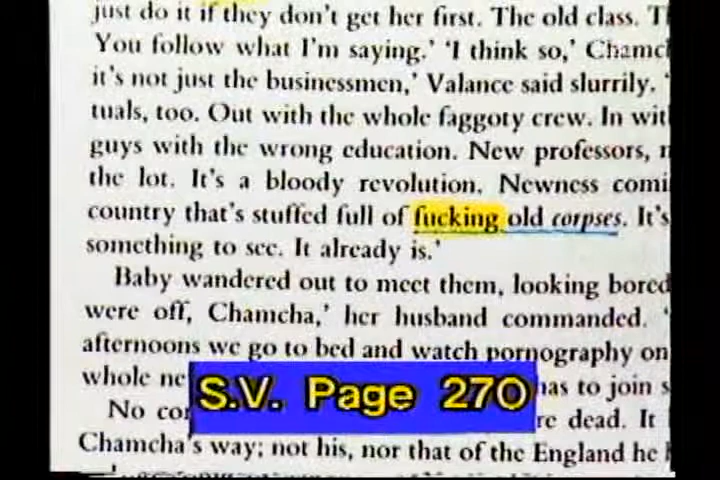 just do it if they don't get her first. The old class. T
You follow what I'm saying.' 'I think so,' Chamc
it's not just the businessmen,' Valance said slurrily. '
tuals, too. Out with the whole faggoty crew. In wit
guys with the wrong education. New professors, n
the lot. It's a bloody revolution. Newness comi
country that's stuffed full of fucking old corpses. It's
something to see. It already is.'
Baby wandered out to meet them, looking bored
were off, Chamcha,' her husband commanded. '
afternoons we go to bed and watch pornography on
whole ne has to join s
S.V. Page 270
No co re dead. It
Chamcha's way; not his, nor that of the England he